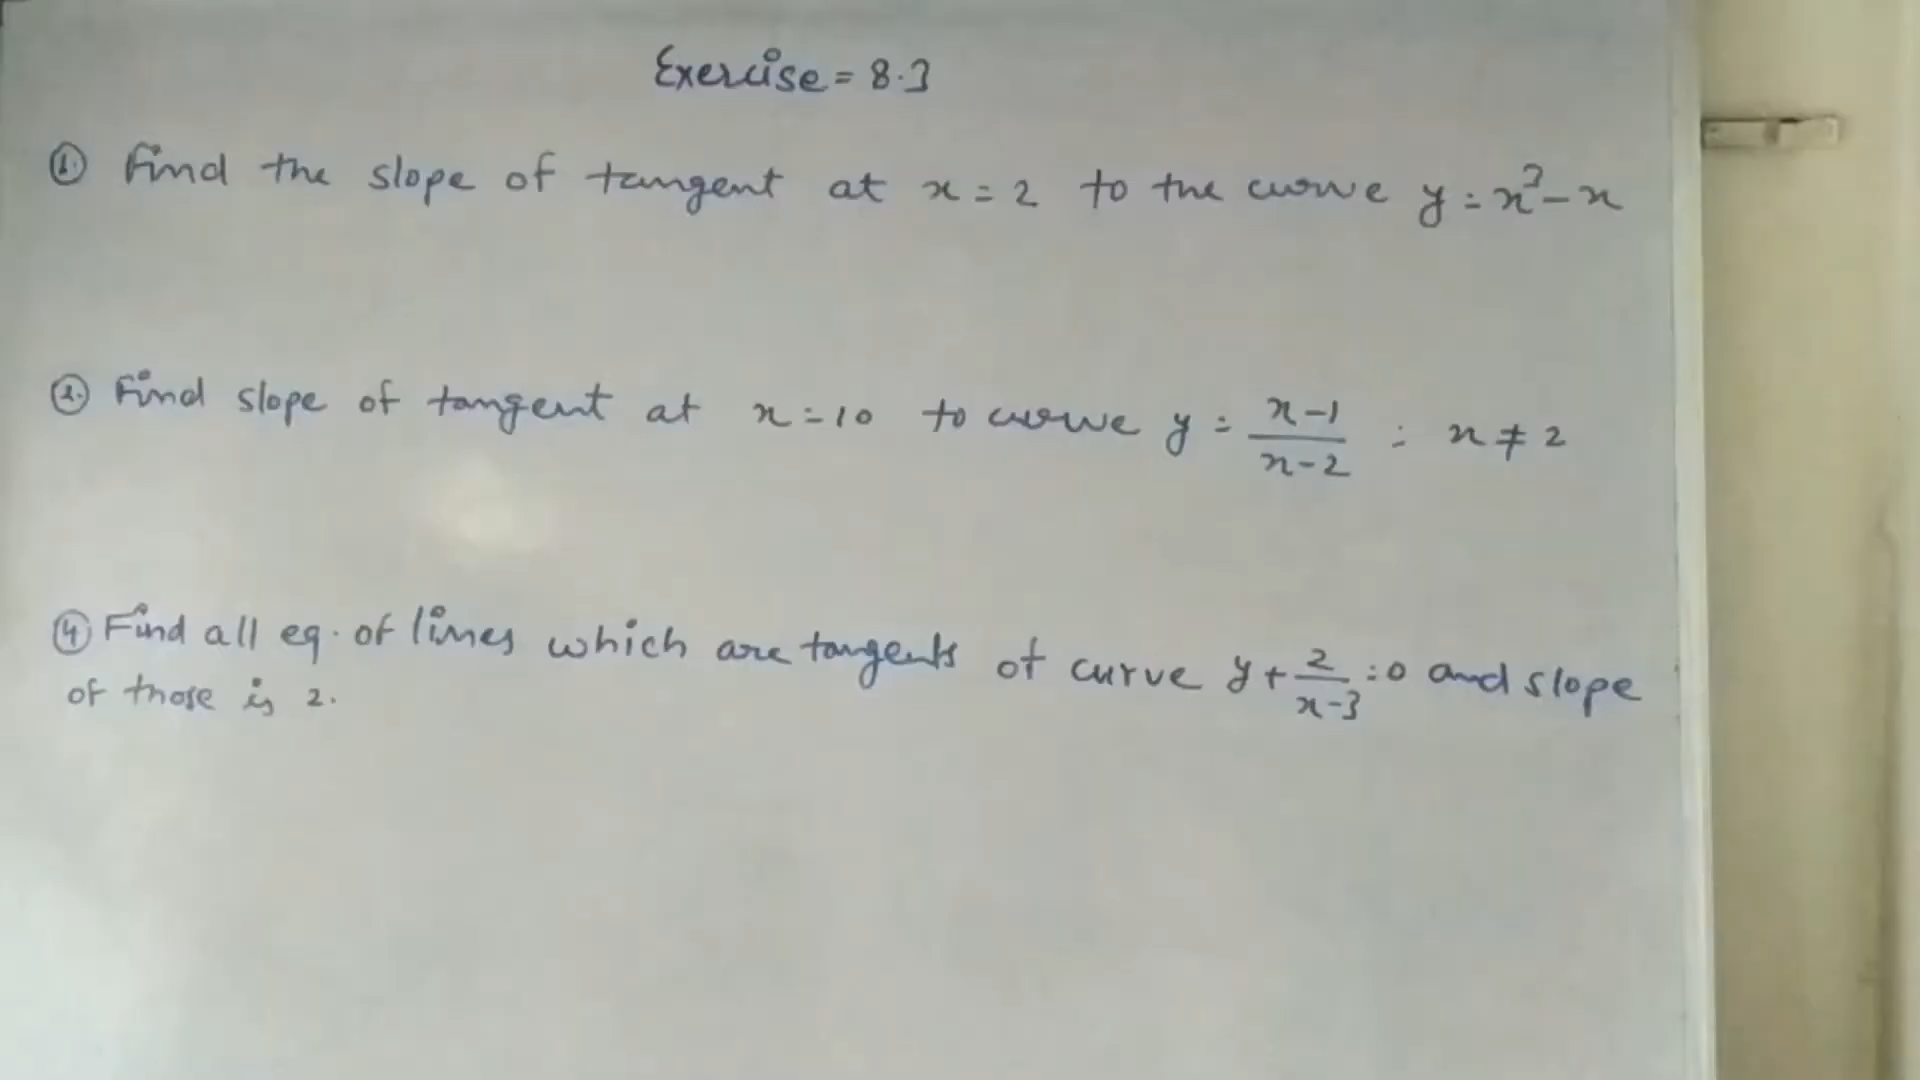 Exercise = 8.3
①. Find the slope of tangent at x = 2 to the curve y = x³ - x
②. Find slope of tangent at x = 10 to curve y = (x-1)/(x-2) : x ≠ 2
④ Find all eq. of lines which are tangents of curve y + 2/(x-3) = 0 and slope
of those is 2.